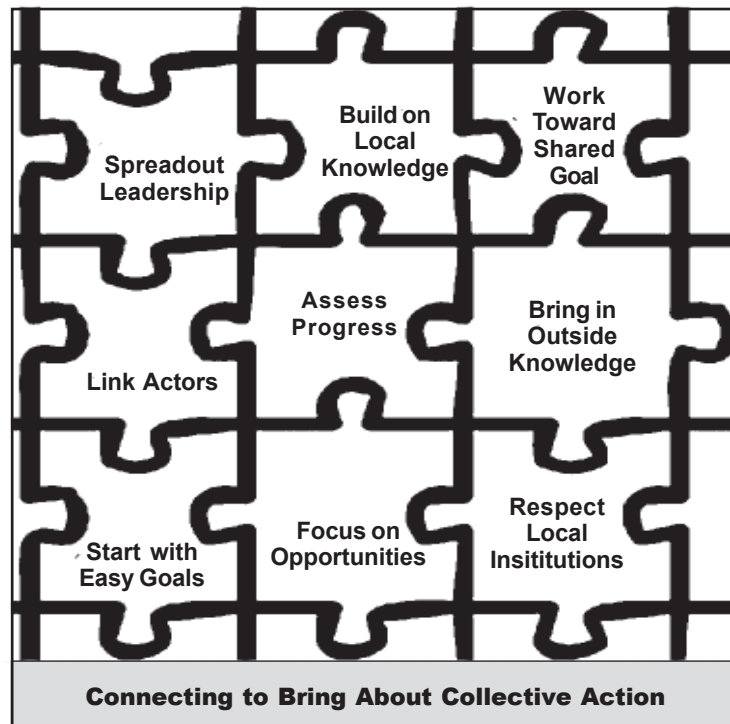 Spreadout
Leadership
Build on
Local
Knowledge
Work
Toward
Shared
Goal
Link Actors
Assess
Progress
Bring in
Outside
Knowledge
Start with
Easy Goals
Focus on
Opportunities
Respect
Local
Insititutions
Connecting to Bring About Collective Action